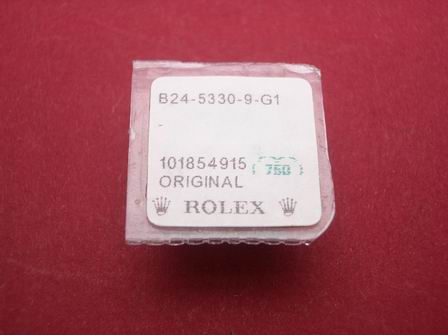 B24-5330-9-G1
-
101854915 750
ORIGINAL
ROLEX